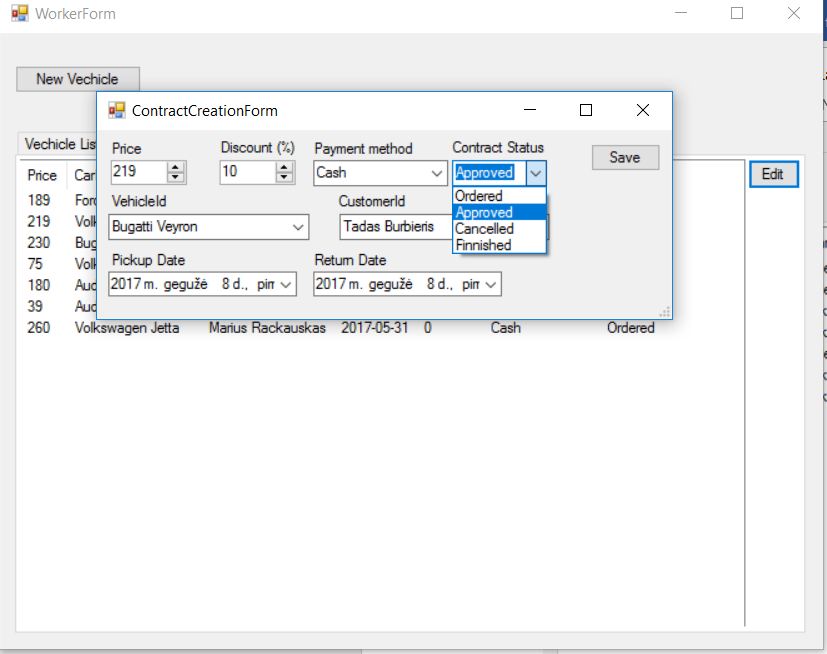 WorkerForm
New Vechicle
ContractCreationForm
Price
Discount (%)
Payment method
Contract Status
219
10
Cash
Approved
Save
Ordered
Approved
Cancelled
Finnished
VehicleId
CustomerId
Bugatti Veyron
Tadas Burbieris
Pickup Date
Return Date
2017 m. gegužė 8 d.,
2017 m. gegužė 8 d.,
Vechicle
Edit
Price
189
219
230
75
180
39
260 Volkswagen Jetta Marius Rackauskas 2017-05-31 0 Cash Ordered